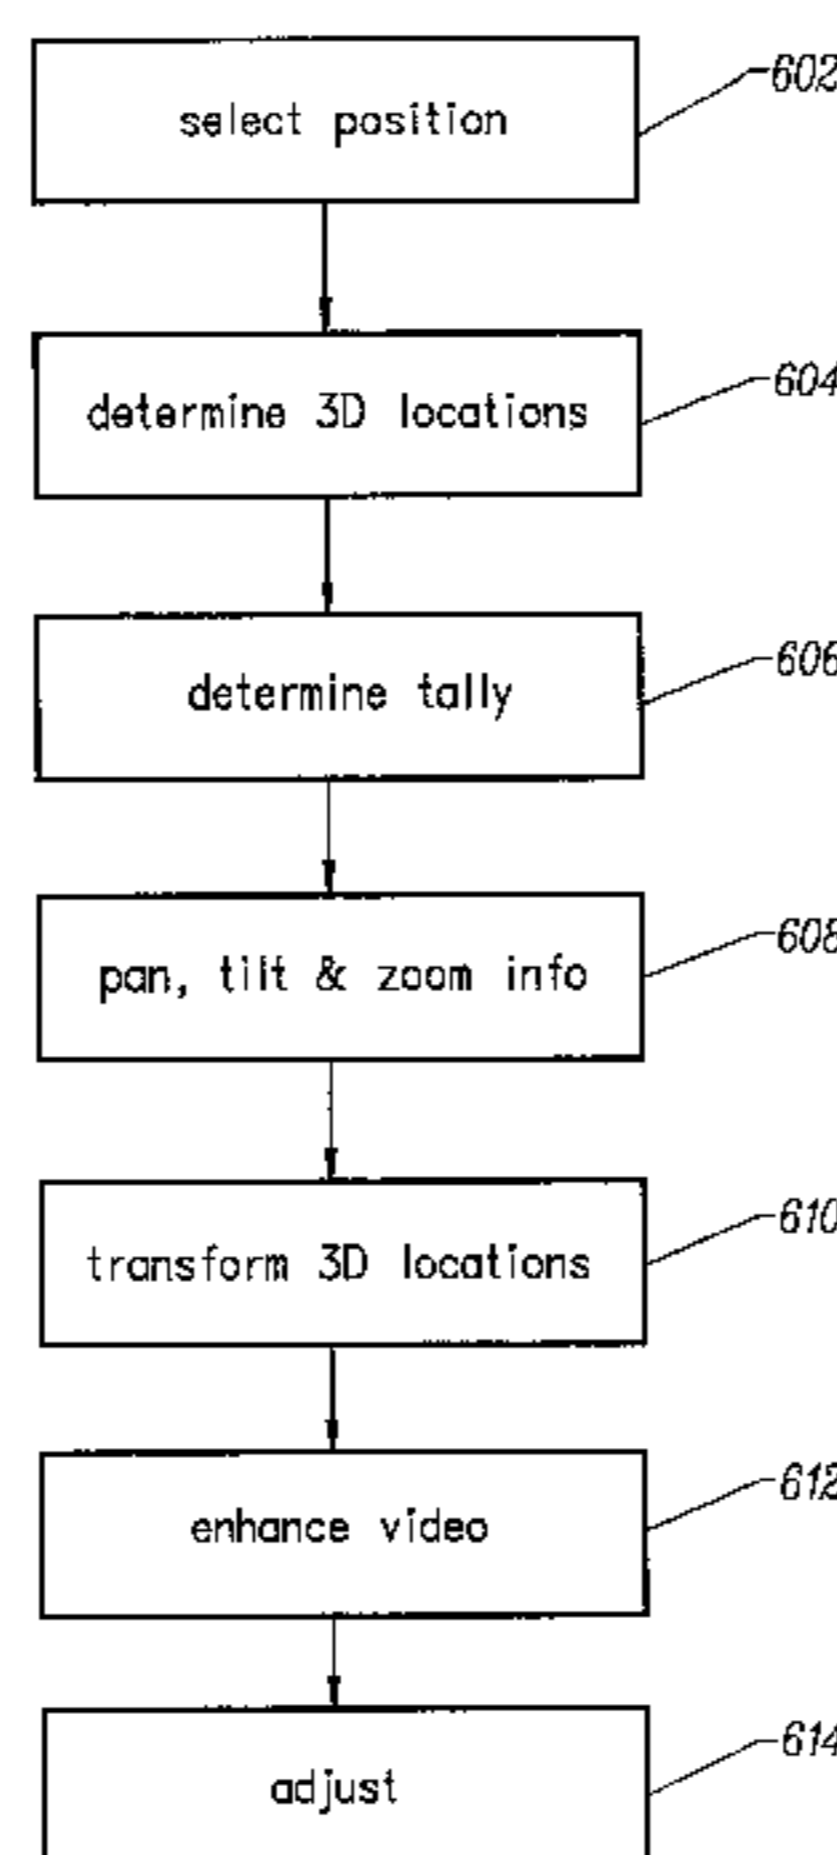 select position
602
determine 3D locations
604
determine tally
606
pan, tilt & zoom info
608
transform 3D locations
610
enhance video
612
adjust
614